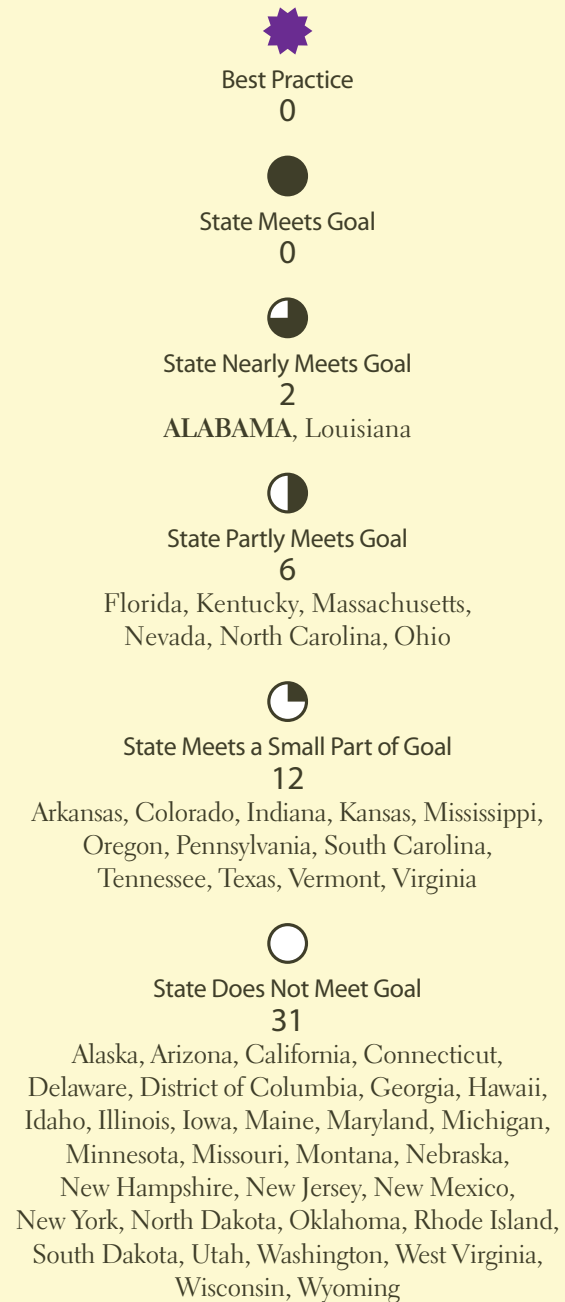 Best Practice
0
State Meets Goal
0
State Nearly Meets Goal
2
ALABAMA, Louisiana
State Partly Meets Goal
6
Florida, Kentucky, Massachusetts,
Nevada, North Carolina, Ohio
State Meets a Small Part of Goal
12
Arkansas, Colorado, Indiana, Kansas, Mississippi,
Oregon, Pennsylvania, South Carolina,
Tennessee, Texas, Vermont, Virginia
State Does Not Meet Goal
31
Alaska, Arizona, California, Connecticut,
Delaware, District of Columbia, Georgia, Hawaii,
Idaho, Illinois, Iowa, Maine, Maryland, Michigan,
Minnesota, Missouri, Montana, Nebraska,
New Hampshire, New Jersey, New Mexico,
New York, North Dakota, Oklahoma, Rhode Island,
South Dakota, Utah, Washington, West Virginia,
Wisconsin, Wyoming